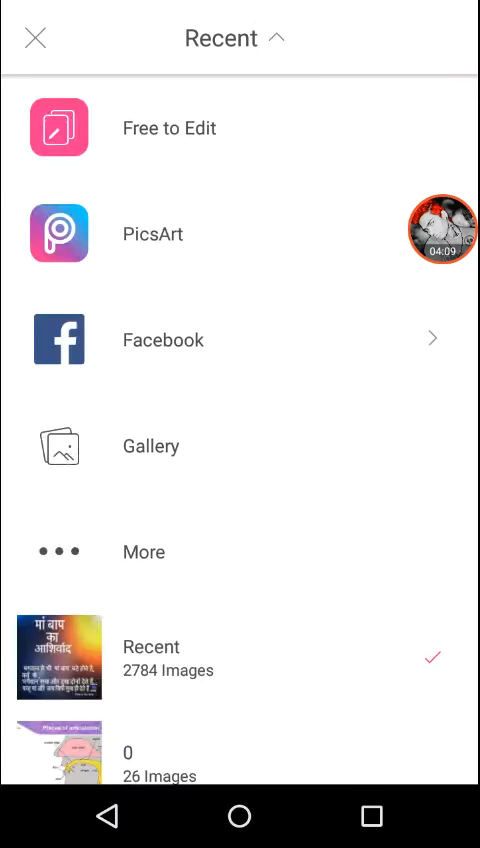 Recent
Free to Edit
PicsArt
04:09
Facebook
Gallery
More
मां बाप
का
आशिर्वाद
Recent
2784 Images
0
26 Images